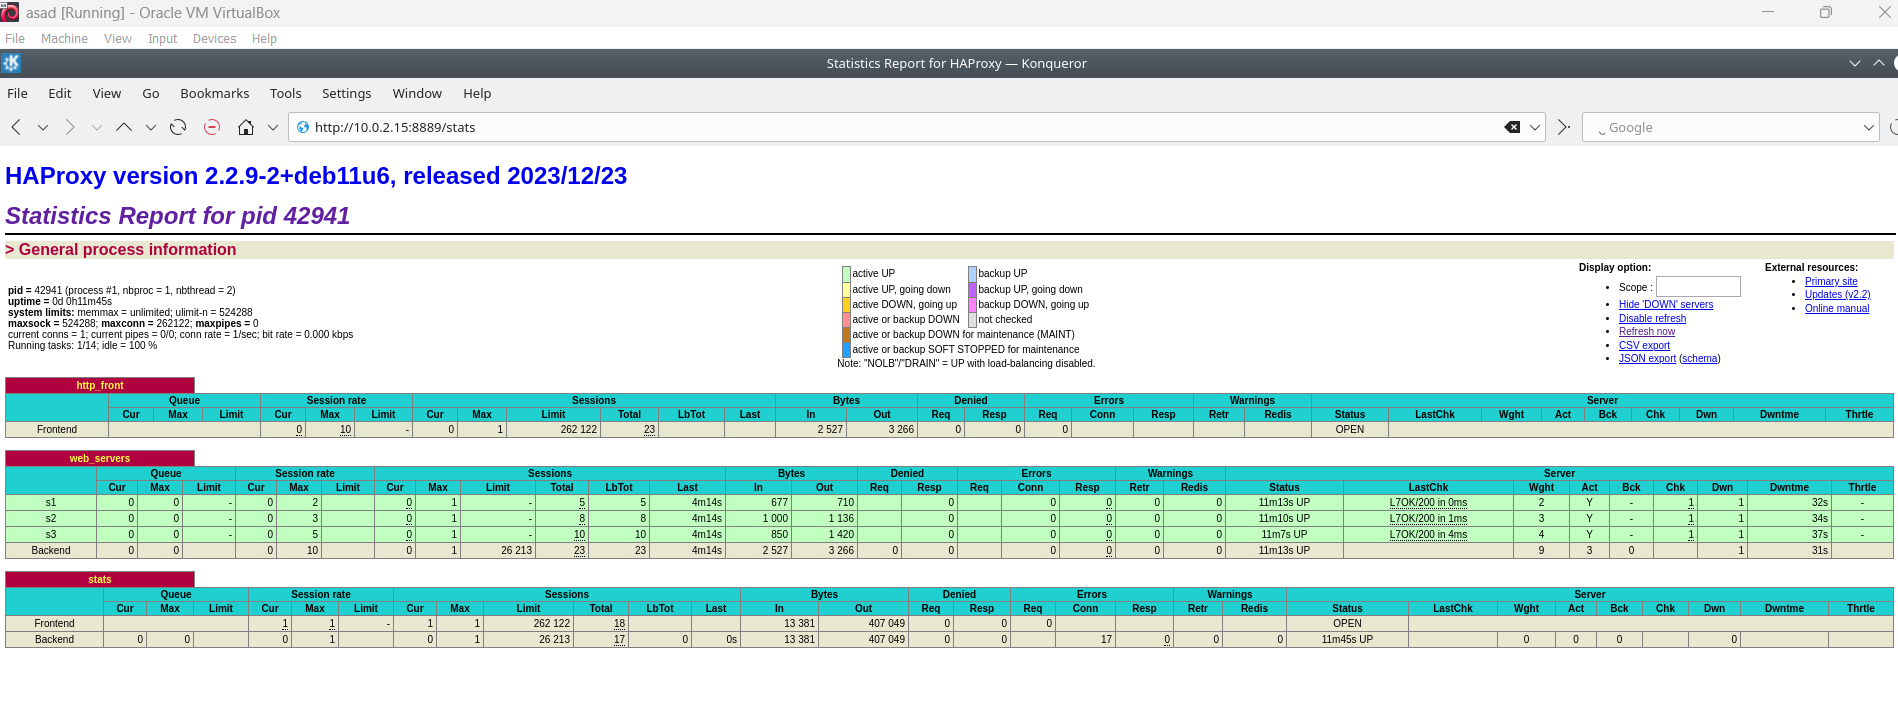 asad [Running] - Oracle VM VirtualBox
File Machine View Input Devices Help
Statistics Report for HAProxy — Konqueror
File Edit View Go Bookmarks Tools Settings Window Help
http://10.0.2.15:8889/stats
Google
HAProxy version 2.2.9-2+deb11u6, released 2023/12/23
Statistics Report for pid 42941
> General process information
pid = 42941 (process #1, nbproc = 1, nbthread = 2)
uptime = 0d 0h11m45s
system limits: memmax = unlimited; ulimit-n = 524288
maxsock = 524288; maxconn = 262122; maxpipes = 0
current conns = 1; current pipes = 0/0; conn rate = 1/sec; bit rate = 0.000 kbps
Running tasks: 1/14; idle = 100 %
active UP backup UP
active UP, going down backup UP, going down
active DOWN, going up backup DOWN, going up
active or backup DOWN not checked
active or backup DOWN for maintenance (MAINT)
active or backup SOFT STOPPED for maintenance
Note: "NOLB"/"DRAIN" = UP with load-balancing disabled.
Display option:
Scope :
Hide 'DOWN' servers
Disable refresh
Refresh now
CSV export
JSON export (schema)
External resources:
Primary site
Updates (v2.2)
Online manual
http_front
Queue Session rate Sessions Bytes Denied Errors Warnings Server
Cur Max Limit Cur Max Limit Cur Max Limit Total LbTot Last In Out Req Resp Req Conn Resp Retr Redis Status LastChk Wght Act Bck Chk Dwn Dwntme Thrtle
Frontend 0 10 - 0 1 262 122 23 2 527 3 266 0 0 0 OPEN
web_servers
Queue Session rate Sessions Bytes Denied Errors Warnings Server
Cur Max Limit Cur Max Limit Cur Max Limit Total LbTot Last In Out Req Resp Req Conn Resp Retr Redis Status LastChk Wght Act Bck Chk Dwn Dwntme Thrtle
s1 0 0 - 0 2 0 1 - 5 5 4m14s 677 710 0 0 0 0 0 11m13s UP L7OK/200 in 0ms 2 Y - 1 1 32s -
s2 0 0 - 0 3 0 1 - 8 8 4m14s 1 000 1 136 0 0 0 0 0 11m10s UP L7OK/200 in 1ms 3 Y - 1 1 34s -
s3 0 0 - 0 5 0 1 - 10 10 4m14s 850 1 420 0 0 0 0 0 11m7s UP L7OK/200 in 4ms 4 Y - 1 1 37s -
Backend 0 0 0 10 0 1 26 213 23 23 4m14s 2 527 3 266 0 0 0 0 0 0 11m13s UP 9 3 0 1 31s
stats
Queue Session rate Sessions Bytes Denied Errors Warnings Server
Cur Max Limit Cur Max Limit Cur Max Limit Total LbTot Last In Out Req Resp Req Conn Resp Retr Redis Status LastChk Wght Act Bck Chk Dwn Dwntme Thrtle
Frontend 1 1 - 1 1 262 122 18 13 381 407 049 0 0 0 OPEN
Backend 0 0 0 1 0 1 26 213 17 0 0s 13 381 407 049 0 0 17 0 0 0 11m45s UP 0 0 0 0